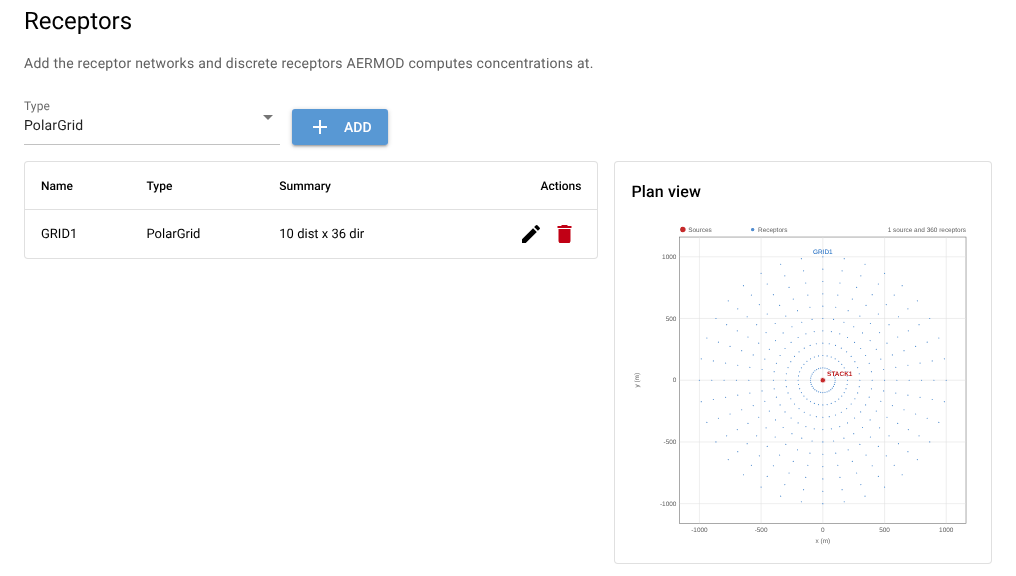 Receptors
Add the receptor networks and discrete receptors AERMOD computes concentrations at.
Type
PolarGrid
ADD
Name Type Summary Actions
GRID1 PolarGrid 10 dist x 36 dir
Plan view
Sources Receptors 1 source and 360 receptors
GRID1
1000
500
STACK1
0
y (m)
-500
-1000
-1000 -500 0 500 1000
x (m)